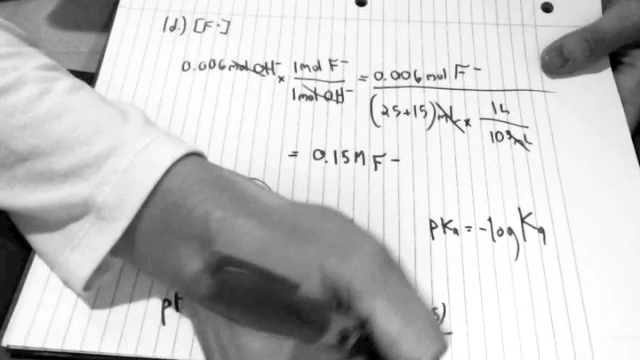 1d.) [F-]
0.006 mol OH- x 1 mol F- / 1 mol OH- = 0.006 mol F- / (25+15) mL x 1L / 10³ mL
= 0.15 M F-
pKa = -log Ka